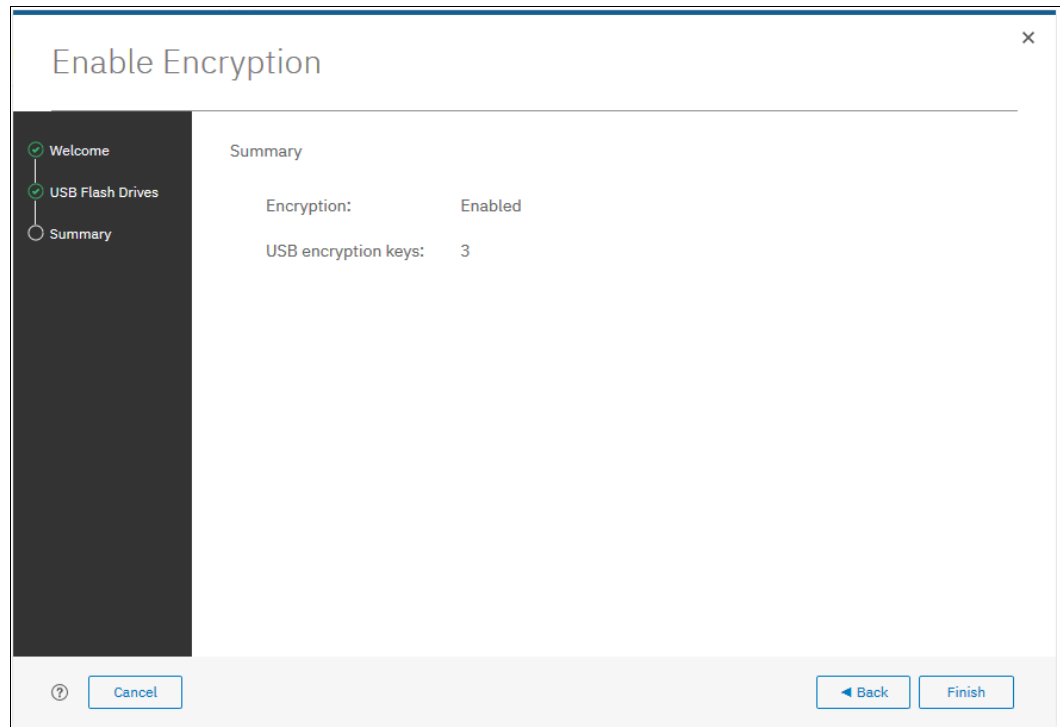 Enable Encryption
Welcome
USB Flash Drives
Summary
Summary
Encryption: Enabled
USB encryption keys: 3
Cancel
Back
Finish